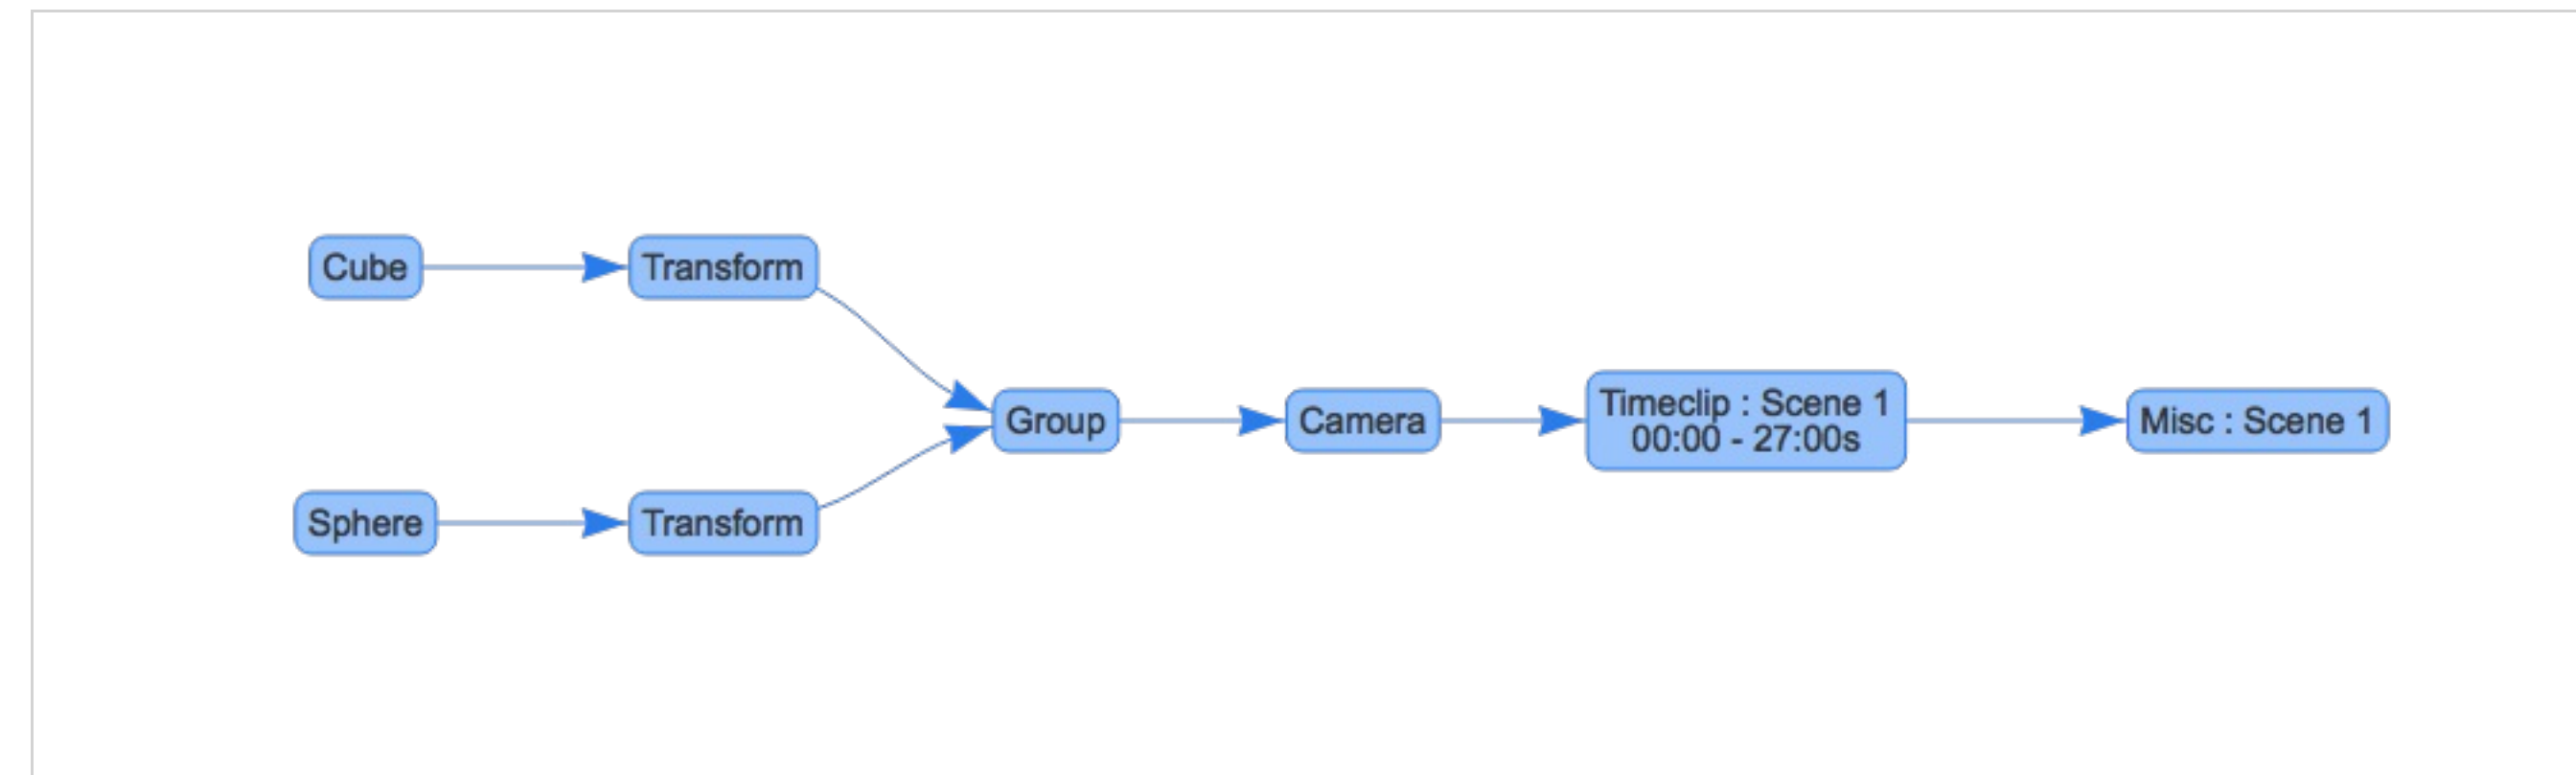 Cube
Transform
Sphere
Transform
Group
Camera
Timeclip : Scene 1
00:00 - 27:00s
Misc : Scene 1